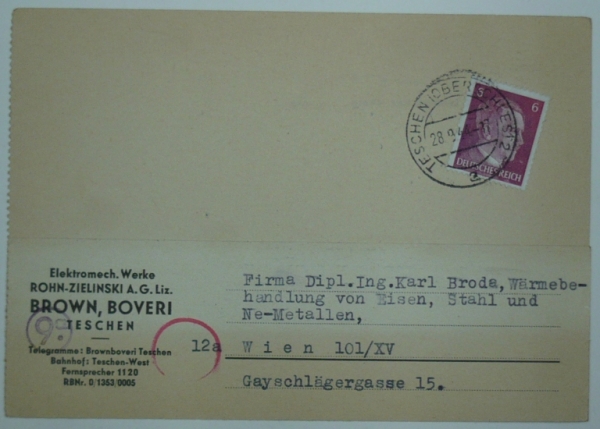 TESCHEN (OBERSCHLES) 2
28.9.
6
DEUTSCHES REICH
Elektromech. Werke
ROHN-ZIELINSKI A.G. Liz.
BROWN, BOVERI
TESCHEN
Telegramme: Brownboveri Teschen
Bahnhof: Teschen-West
Fernsprecher 1120
RBNr. 0/1353/0005
Firma Dipl.Ing.Karl Broda,Wärmebe-
handlung von Eisen, Stahl und
Ne-Metallen,
12a Wien 101/XV
Gayschlägergasse 15.